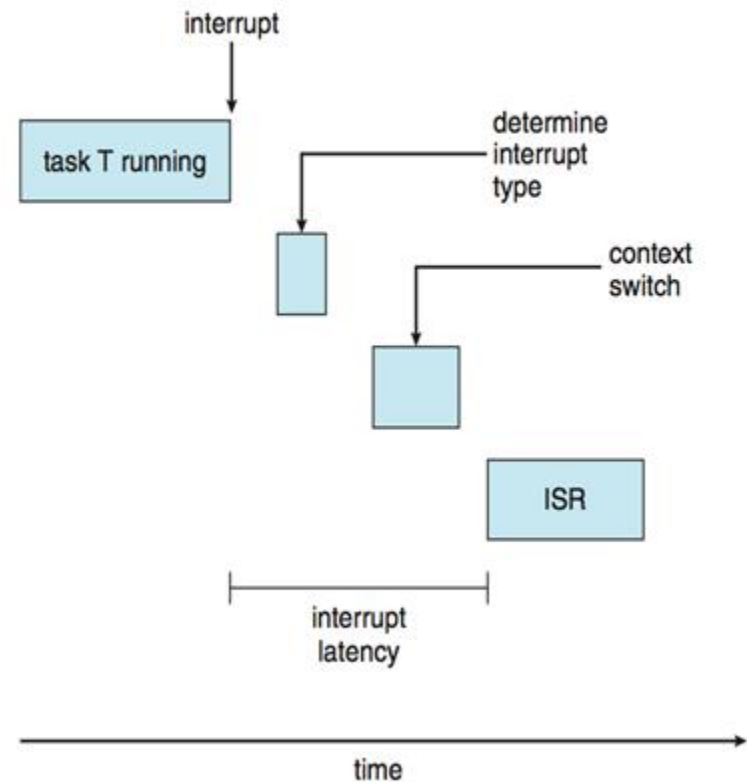 interrupt
task T running
determine
interrupt
type
context
switch
ISR
interrupt
latency
time